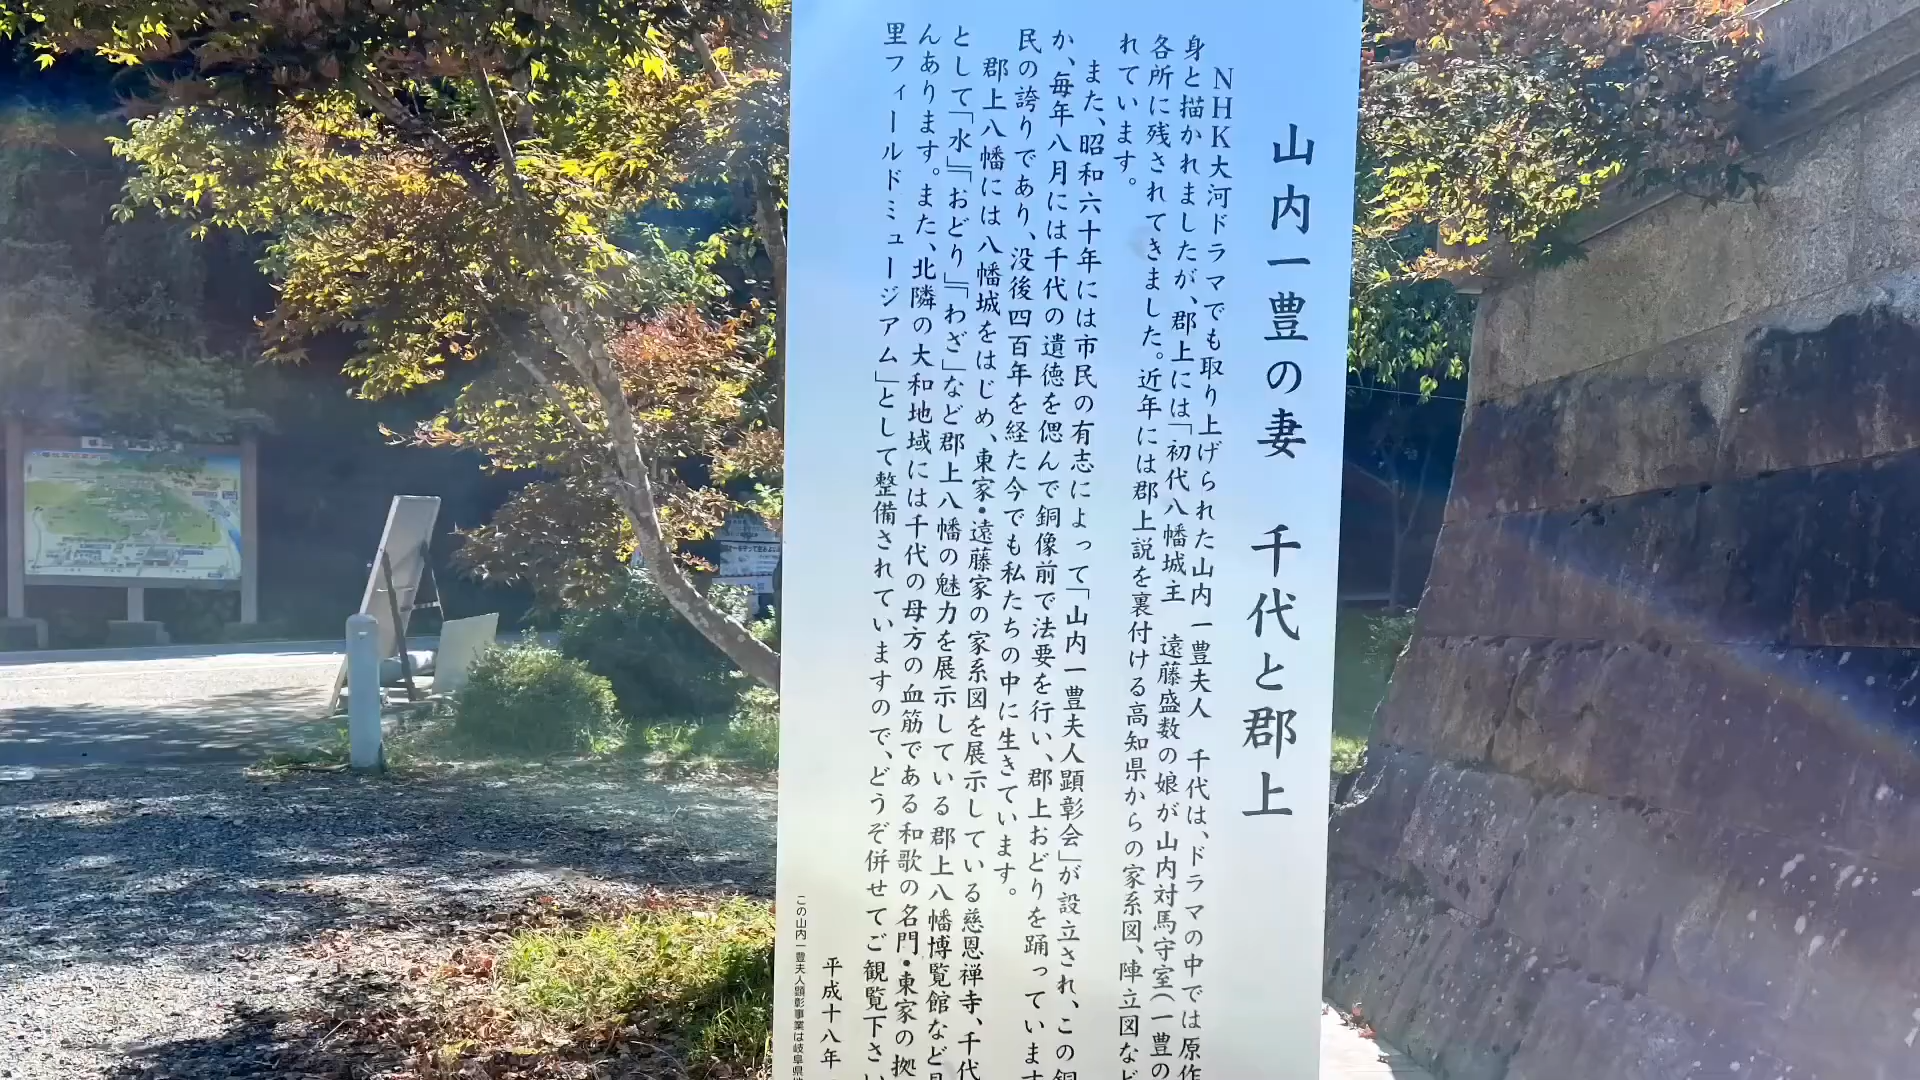 山内一豊の妻　千代と郡上
NHK大河ドラマでも取り上げられた山内一豊夫人　千代は、ドラマの中では原作
身と描かれましたが、郡上には「初代八幡城主　遠藤盛数の娘が山内対馬守室(一豊の
各所に残されてきました。近年には郡上説を裏付ける高知県からの家系図、陣立図など
れています。
また、昭和六十年には市民の有志によって「山内一豊夫人顕彰会」が設立され、この銅
か、毎年八月には千代の遺徳を偲んで銅像前で法要を行い、郡上おどりを踊っています
民の誇りであり、没後四百年を経た今でも私たちの中に生きています。
郡上八幡には八幡城をはじめ、東家・遠藤家の家系図を展示している慈恩禅寺、千代
として「水」『おどり』『わざ」など郡上八幡の魅力を展示している郡上八幡博覧館など見
んあります。また、北隣の大和地域には千代の母方の血筋である和歌の名門・東家の拠
里フィールドミュージアム」として整備されていますので、どうぞ併せてご観覧下さい
平成十八年
この山内一豊夫人顕彰事業は岐阜県